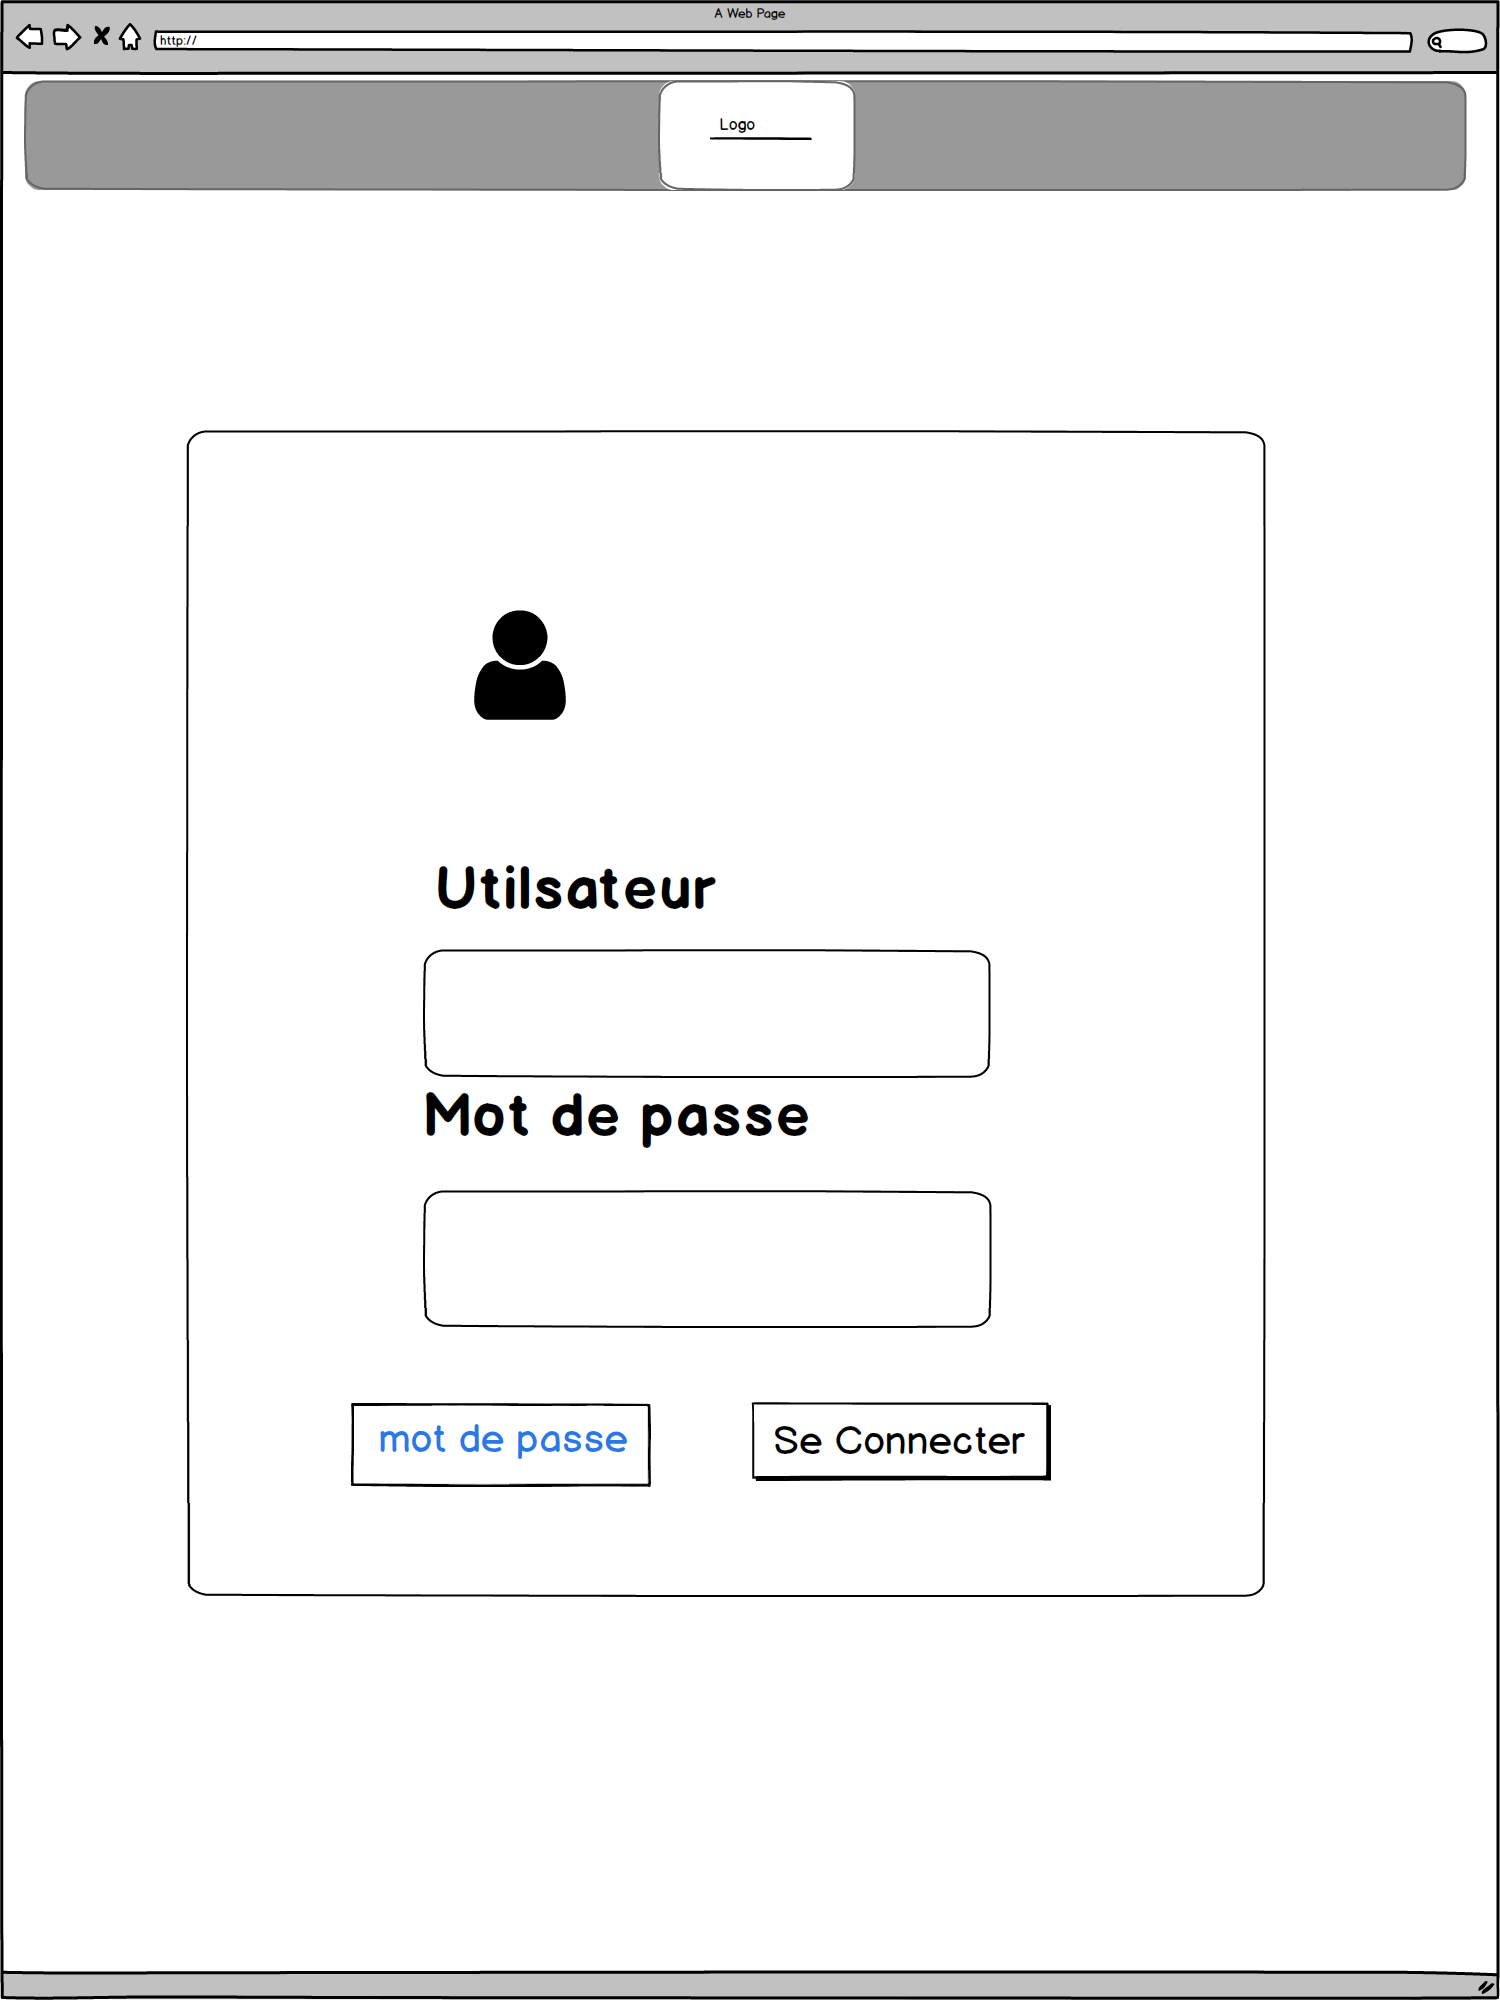 A Web Page
http://
Logo
Utilsateur
Mot de passe
mot de passe
Se Connecter